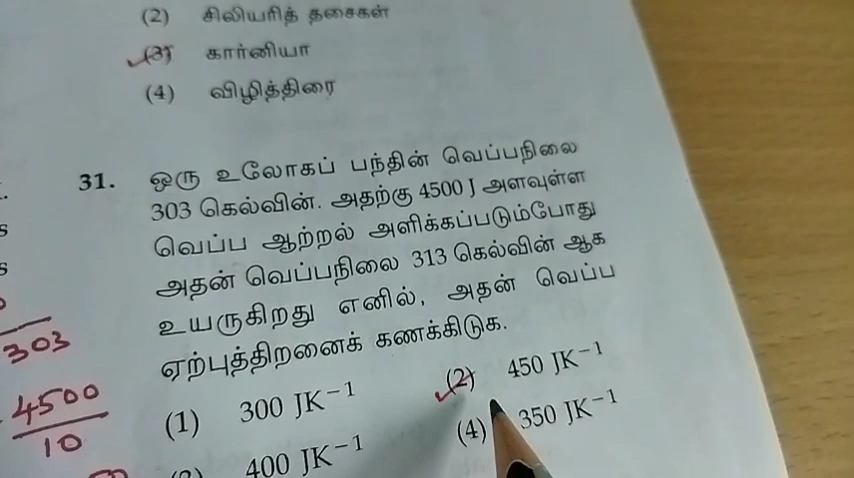 (2) சிலியரித் தசைகள்
(3) கார்னியா
(4) விழித்திரை
31. ஒரு உலோகப் பந்தின் வெப்பநிலை
303 கெல்வின். அதற்கு 4500 J அளவுள்ள
வெப்ப ஆற்றல் அளிக்கப்படும்போது
அதன் வெப்பநிலை 313 கெல்வின் ஆக
உயருகிறது எனில், அதன் வெப்ப
ஏற்புத்திறனைக் கணக்கிடுக.
(1) 300 JK⁻¹
(2) 450 JK⁻¹
400 JK⁻¹
(4) 350 JK⁻¹
303
4500
10